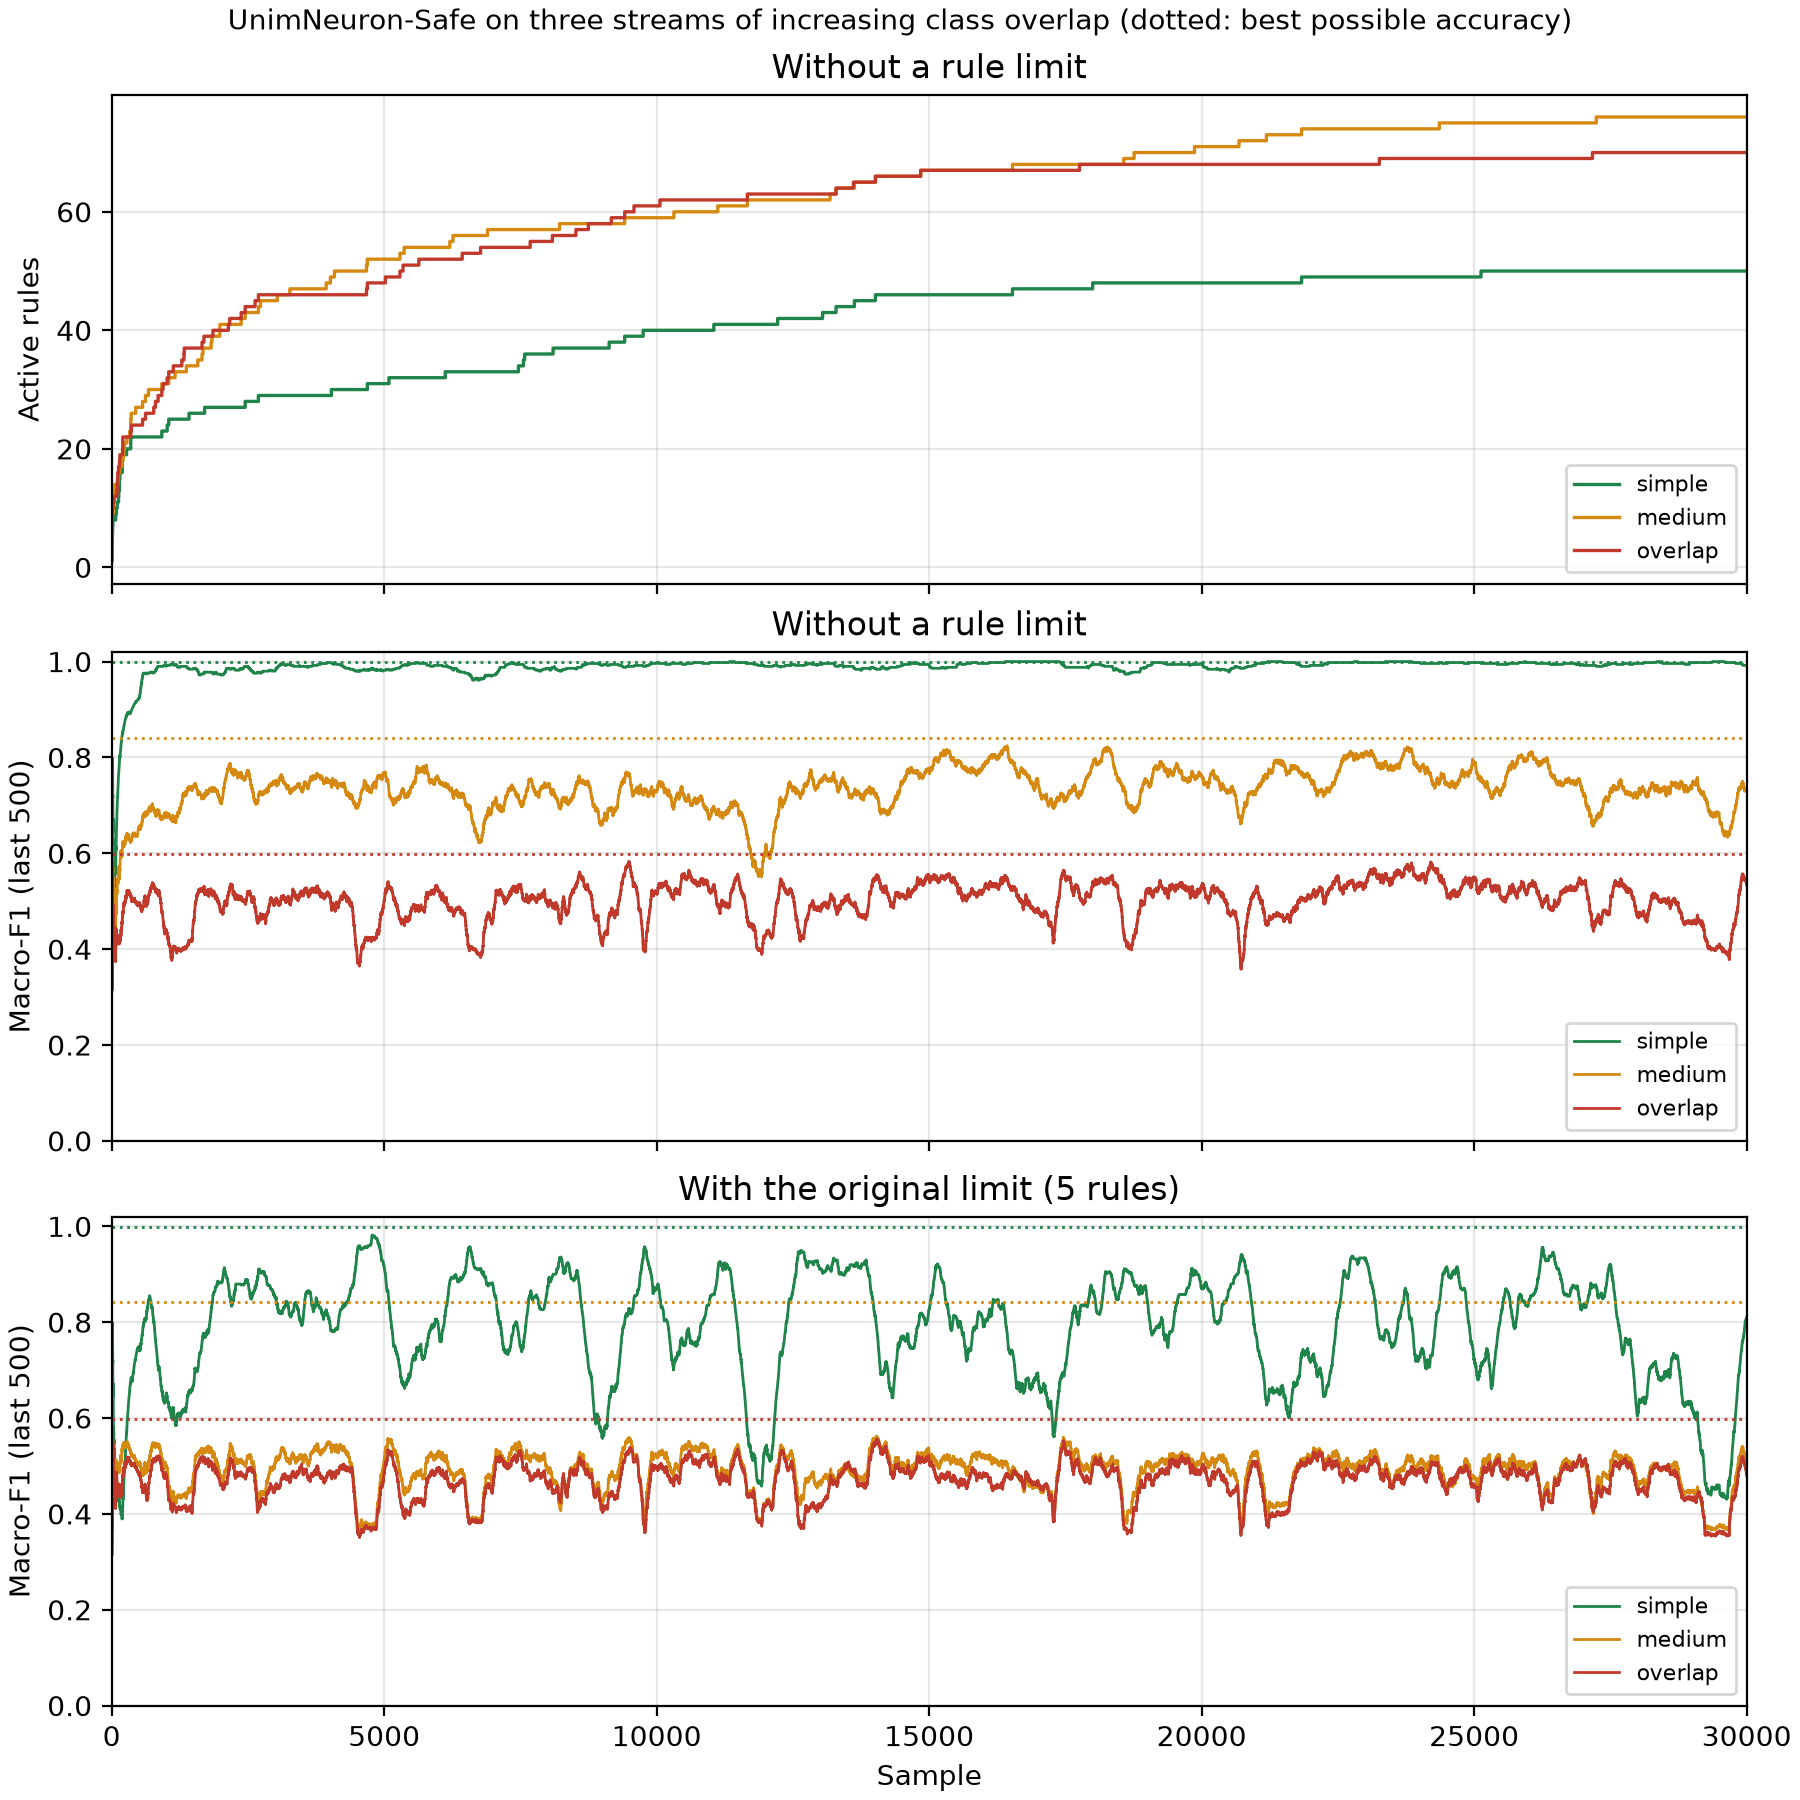 UnimNeuron-Safe on three streams of increasing class overlap (dotted: best possible accuracy)
Without a rule limit
Active rules
60
40
20
0
simple
medium
overlap
Without a rule limit
Macro-F1 (last 500)
1.0
0.8
0.6
0.4
0.2
0.0
simple
medium
overlap
With the original limit (5 rules)
Macro-F1 (last 500)
1.0
0.8
0.6
0.4
0.2
0.0
simple
medium
overlap
0 5000 10000 15000 20000 25000 30000
Sample